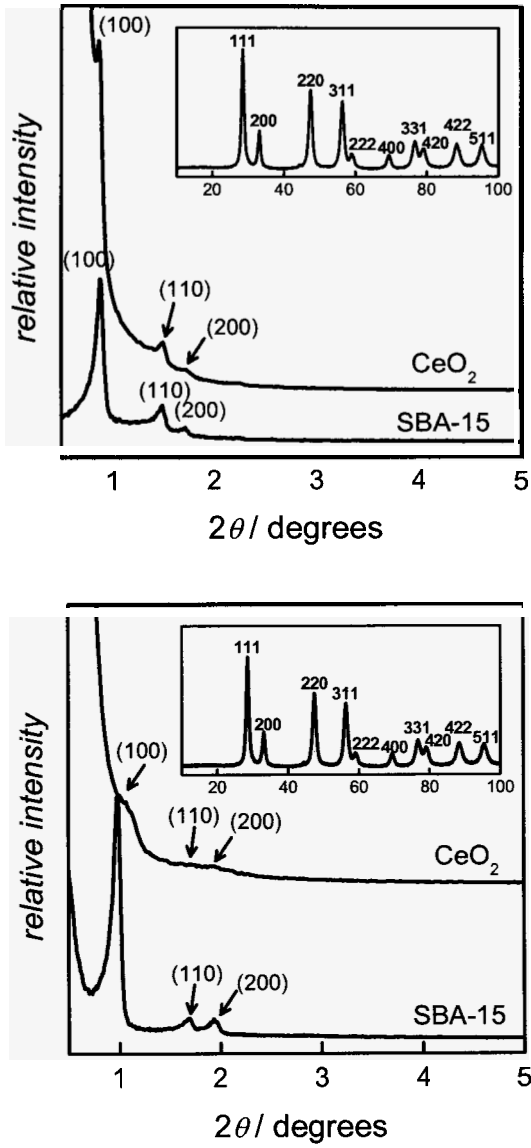 (100)
111
220
311
200
331
422
222
400
420
511
20 40 60 80 100
(100)
(110)
(200)
CeO₂
(110)
(200)
SBA-15
relative intensity
1 2 3 4 5
2θ / degrees
111
220
311
200
331
422
222
400
420
511
20 40 60 80 100
(100)
(110)
(200)
CeO₂
(110)
(200)
SBA-15
relative intensity
1 2 3 4 5
2θ / degrees